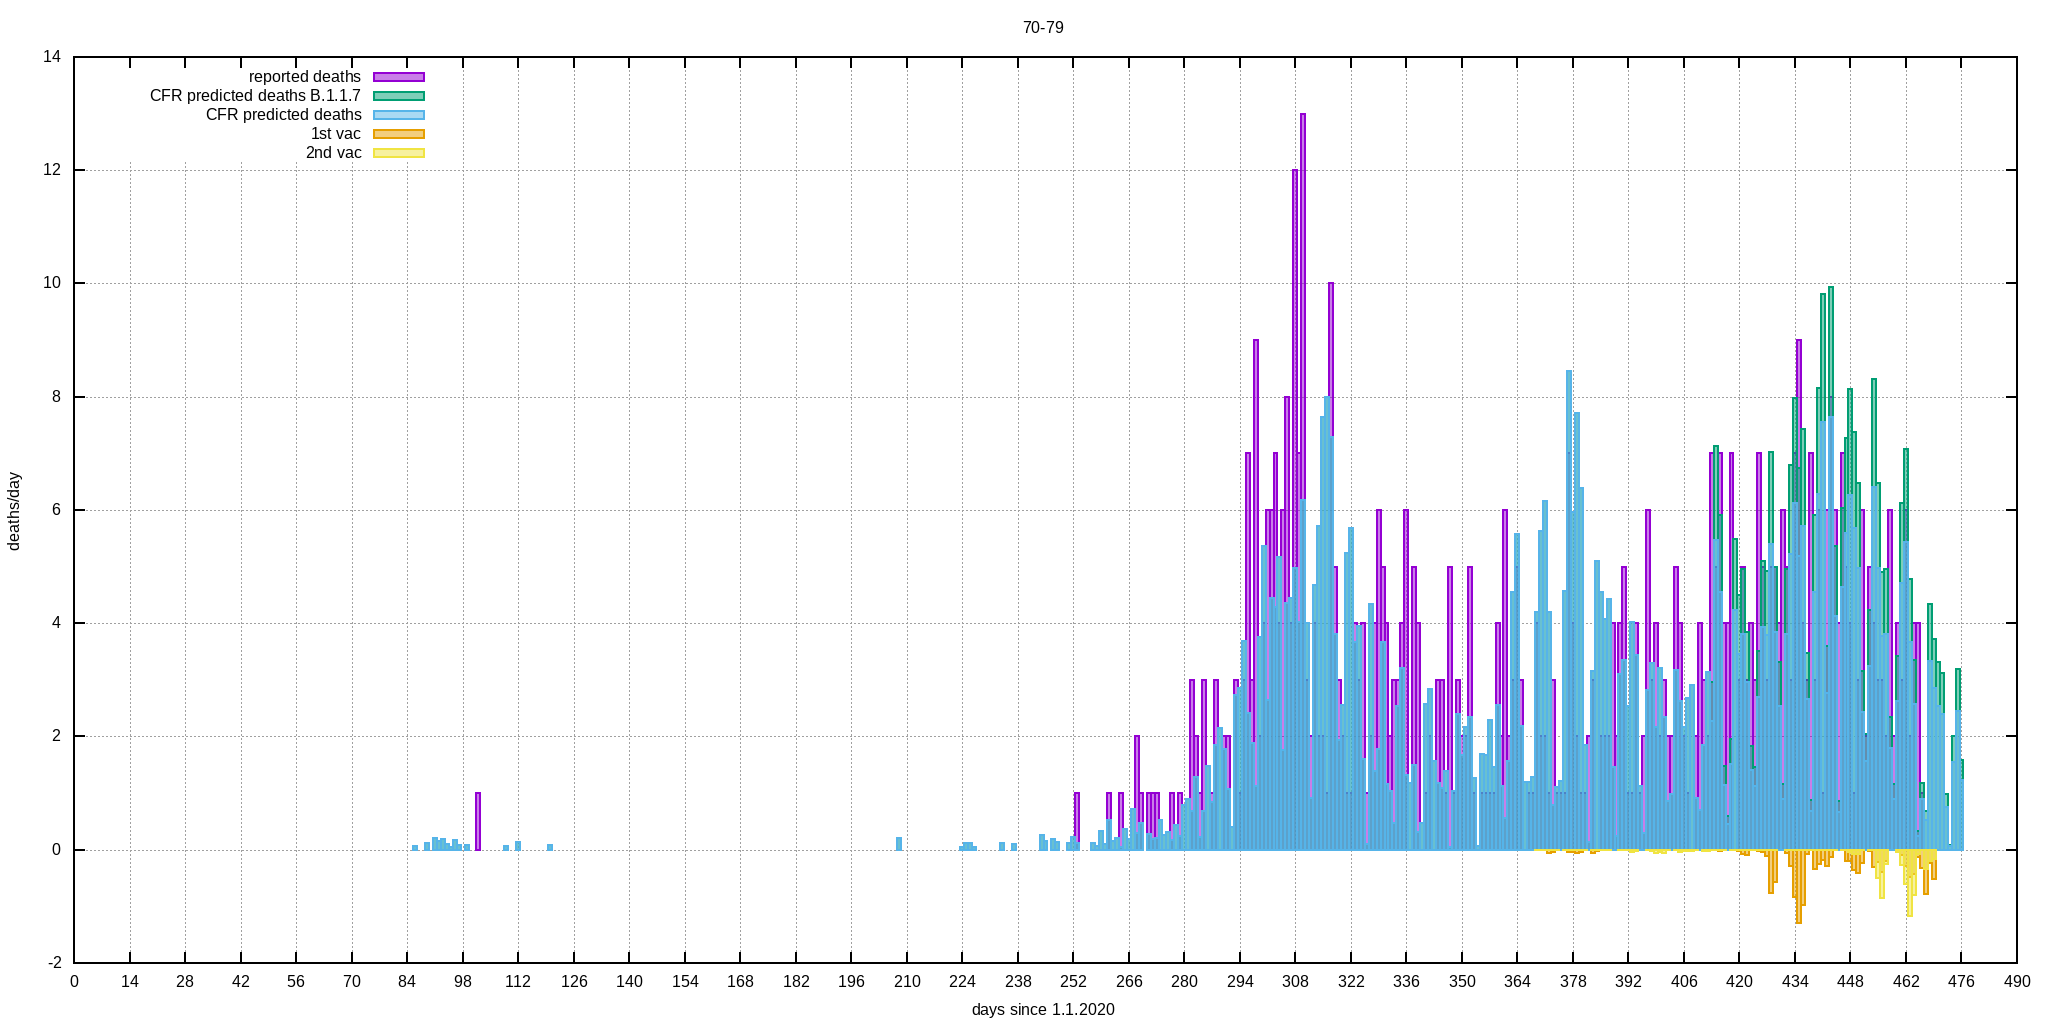 70-79
reported deaths
CFR predicted deaths B.1.1.7
CFR predicted deaths
1st vac
2nd vac
14
12
10
8
6
4
2
0
-2
deaths/day
0 14 28 42 56 70 84 98 112 126 140 154 168 182 196 210 224 238 252 266 280 294 308 322 336 350 364 378 392 406 420 434 448 462 476 490
days since 1.1.2020